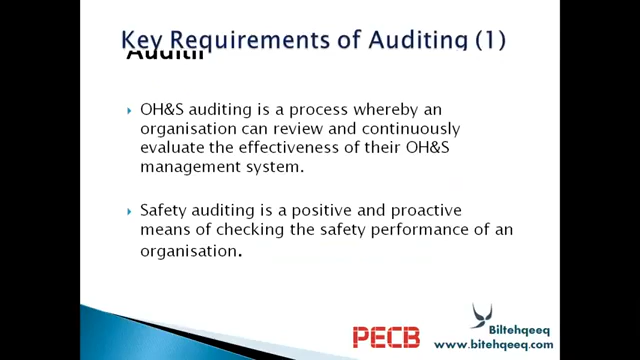 Key Requirements of Auditing (1)
OH&S auditing is a process whereby an
organisation can review and continuously
evaluate the effectiveness of their OH&S
management system.
Safety auditing is a positive and proactive
means of checking the safety performance of an
organisation.
PECB
Biltehqeeq
www.bitehqeeq.com